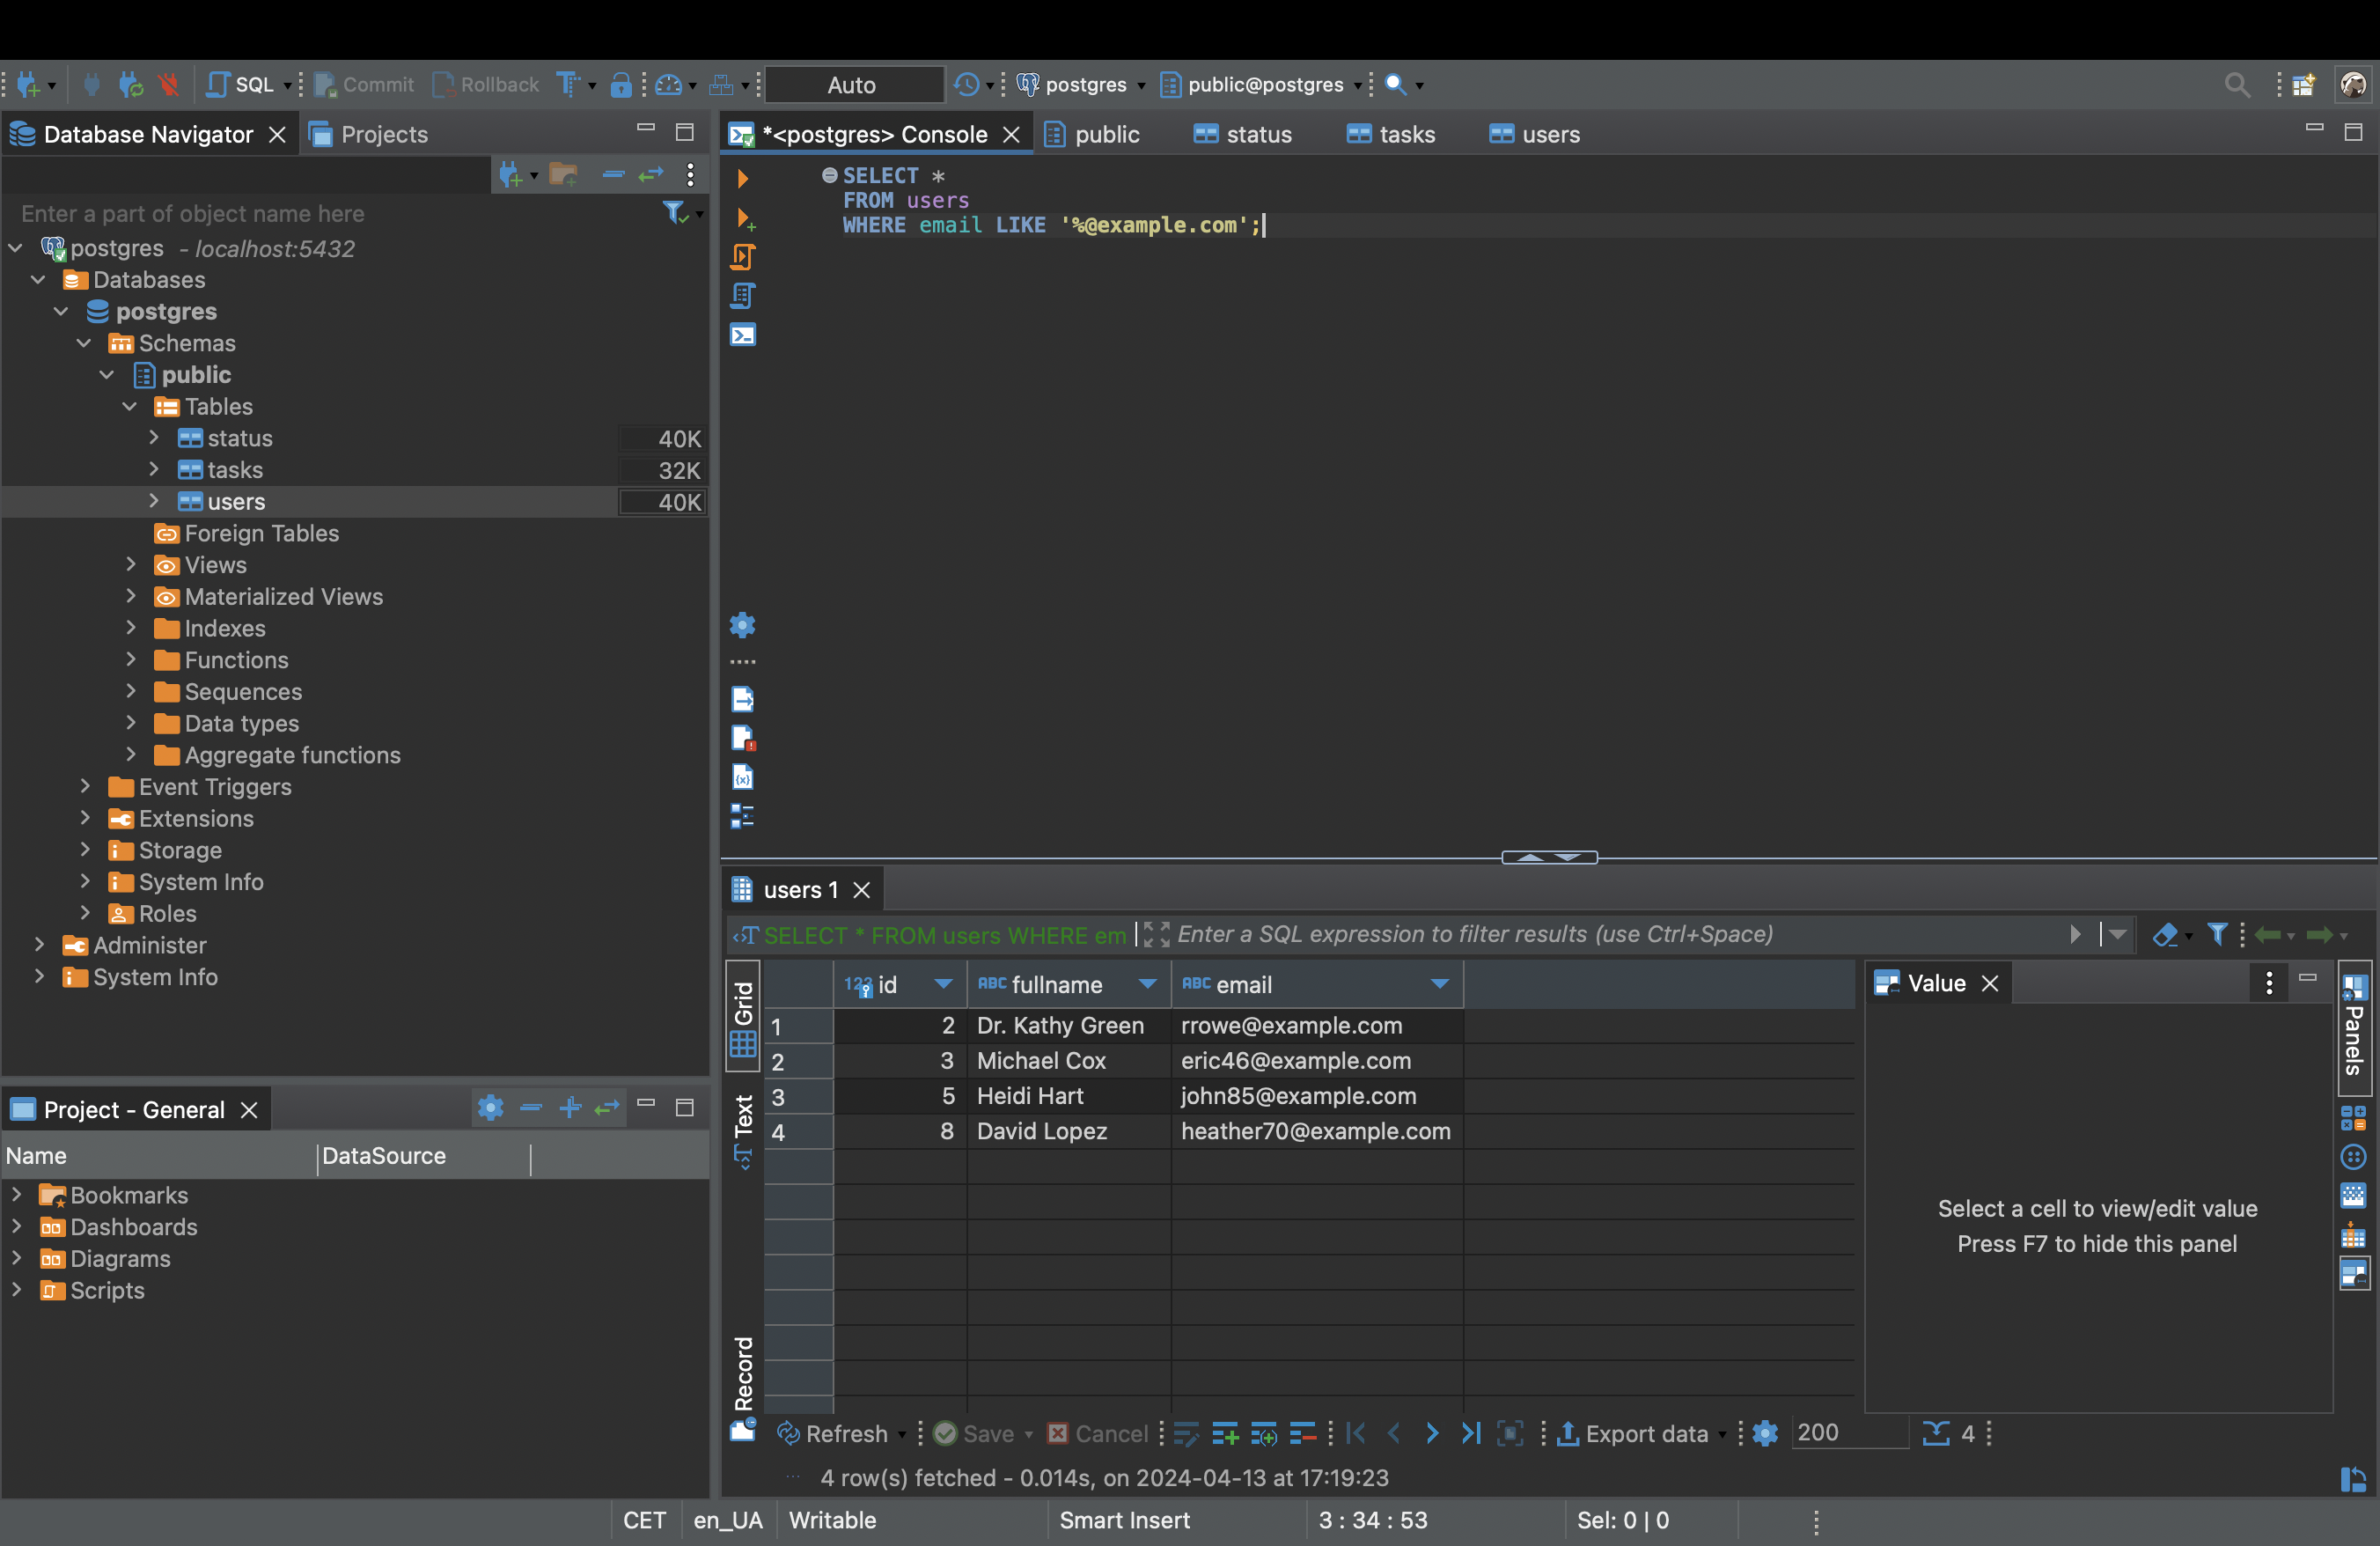 SQL Commit Rollback Auto postgres public@postgres
Database Navigator Projects
Enter a part of object name here
postgres - localhost:5432
Databases
postgres
Schemas
public
Tables
status 40K
tasks 32K
users 40K
Foreign Tables
Views
Materialized Views
Indexes
Functions
Sequences
Data types
Aggregate functions
Event Triggers
Extensions
Storage
System Info
Roles
Administer
System Info
Project - General
Name DataSource
Bookmarks
Dashboards
Diagrams
Scripts
*<postgres> Console public status tasks users
SELECT *
FROM users
WHERE email LIKE '%@example.com';
users 1
SELECT * FROM users WHERE em Enter a SQL expression to filter results (use Ctrl+Space)
Grid
Text
Record
123 id ABC fullname ABC email
1 2 Dr. Kathy Green rrowe@example.com
2 3 Michael Cox eric46@example.com
3 5 Heidi Hart john85@example.com
4 8 David Lopez heather70@example.com
Value
Select a cell to view/edit value
Press F7 to hide this panel
Panels
Refresh Save Cancel Export data 200 4
4 row(s) fetched - 0.014s, on 2024-04-13 at 17:19:23
CET en_UA Writable Smart Insert 3 : 34 : 53 Sel: 0 | 0